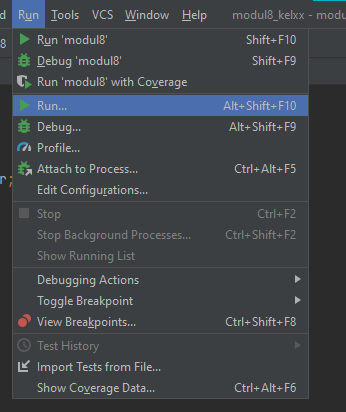 Run Tools VCS Window Help modul8_kelxx - modu
8
Run 'modul8' Shift+F10
Debug 'modul8' Shift+F9
Run 'modul8' with Coverage
Run... Alt+Shift+F10
Debug... Alt+Shift+F9
Profile...
Attach to Process... Ctrl+Alt+F5
r;
Edit Configurations...
Stop Ctrl+F2
Stop Background Processes... Ctrl+Shift+F2
Show Running List
Debugging Actions
Toggle Breakpoint
View Breakpoints... Ctrl+Shift+F8
Test History
Import Tests from File...
Show Coverage Data... Ctrl+Alt+F6